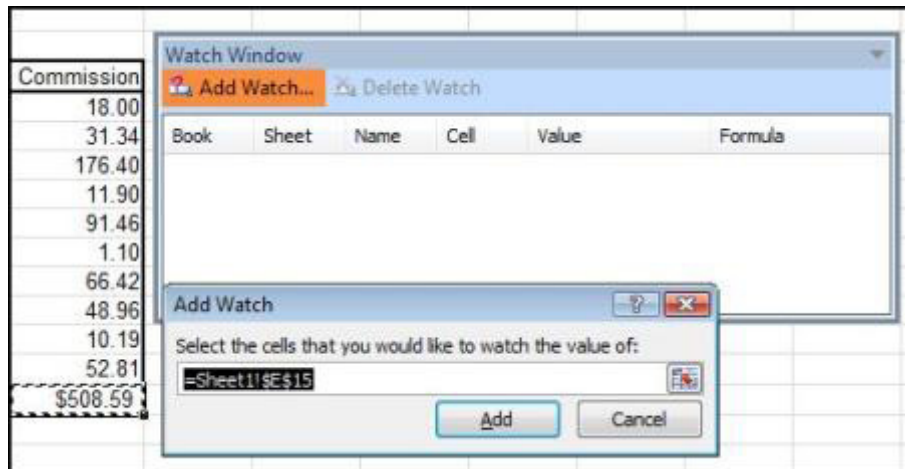 Commission
18.00
31.34
176.40
11.90
91.46
1.10
66.42
48.96
10.19
52.81
$508.59
Watch Window
Add Watch... Delete Watch
Book Sheet Name Cell Value Formula
Add Watch
Select the cells that you would like to watch the value of:
=Sheet1!$E$15
Add Cancel